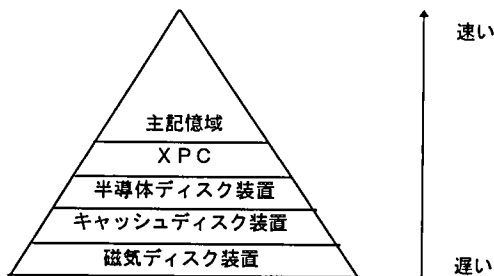 速い
主記憶域
ＸＰＣ
半導体ディスク装置
キャッシュディスク装置
磁気ディスク装置
遅い